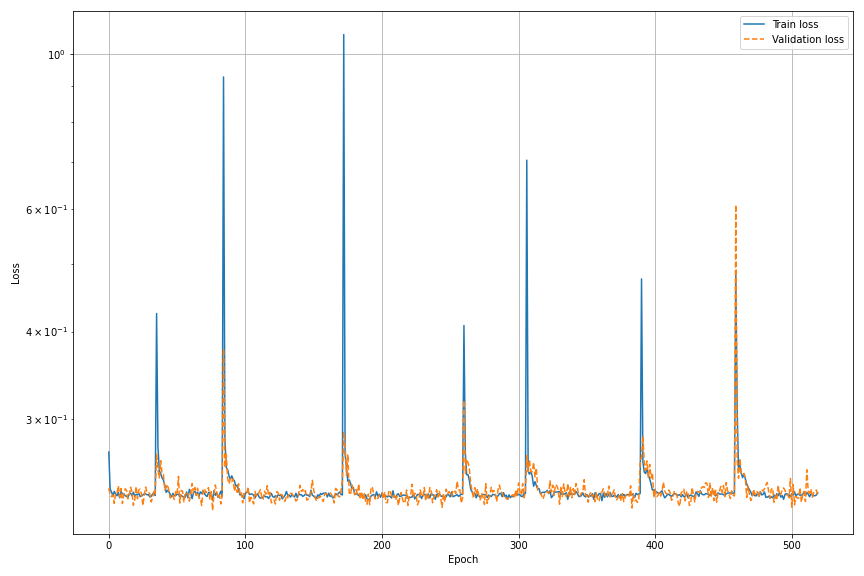 Train loss
Validation loss
10⁰
6 × 10⁻¹
4 × 10⁻¹
3 × 10⁻¹
Loss
0
100
200
300
400
500
Epoch